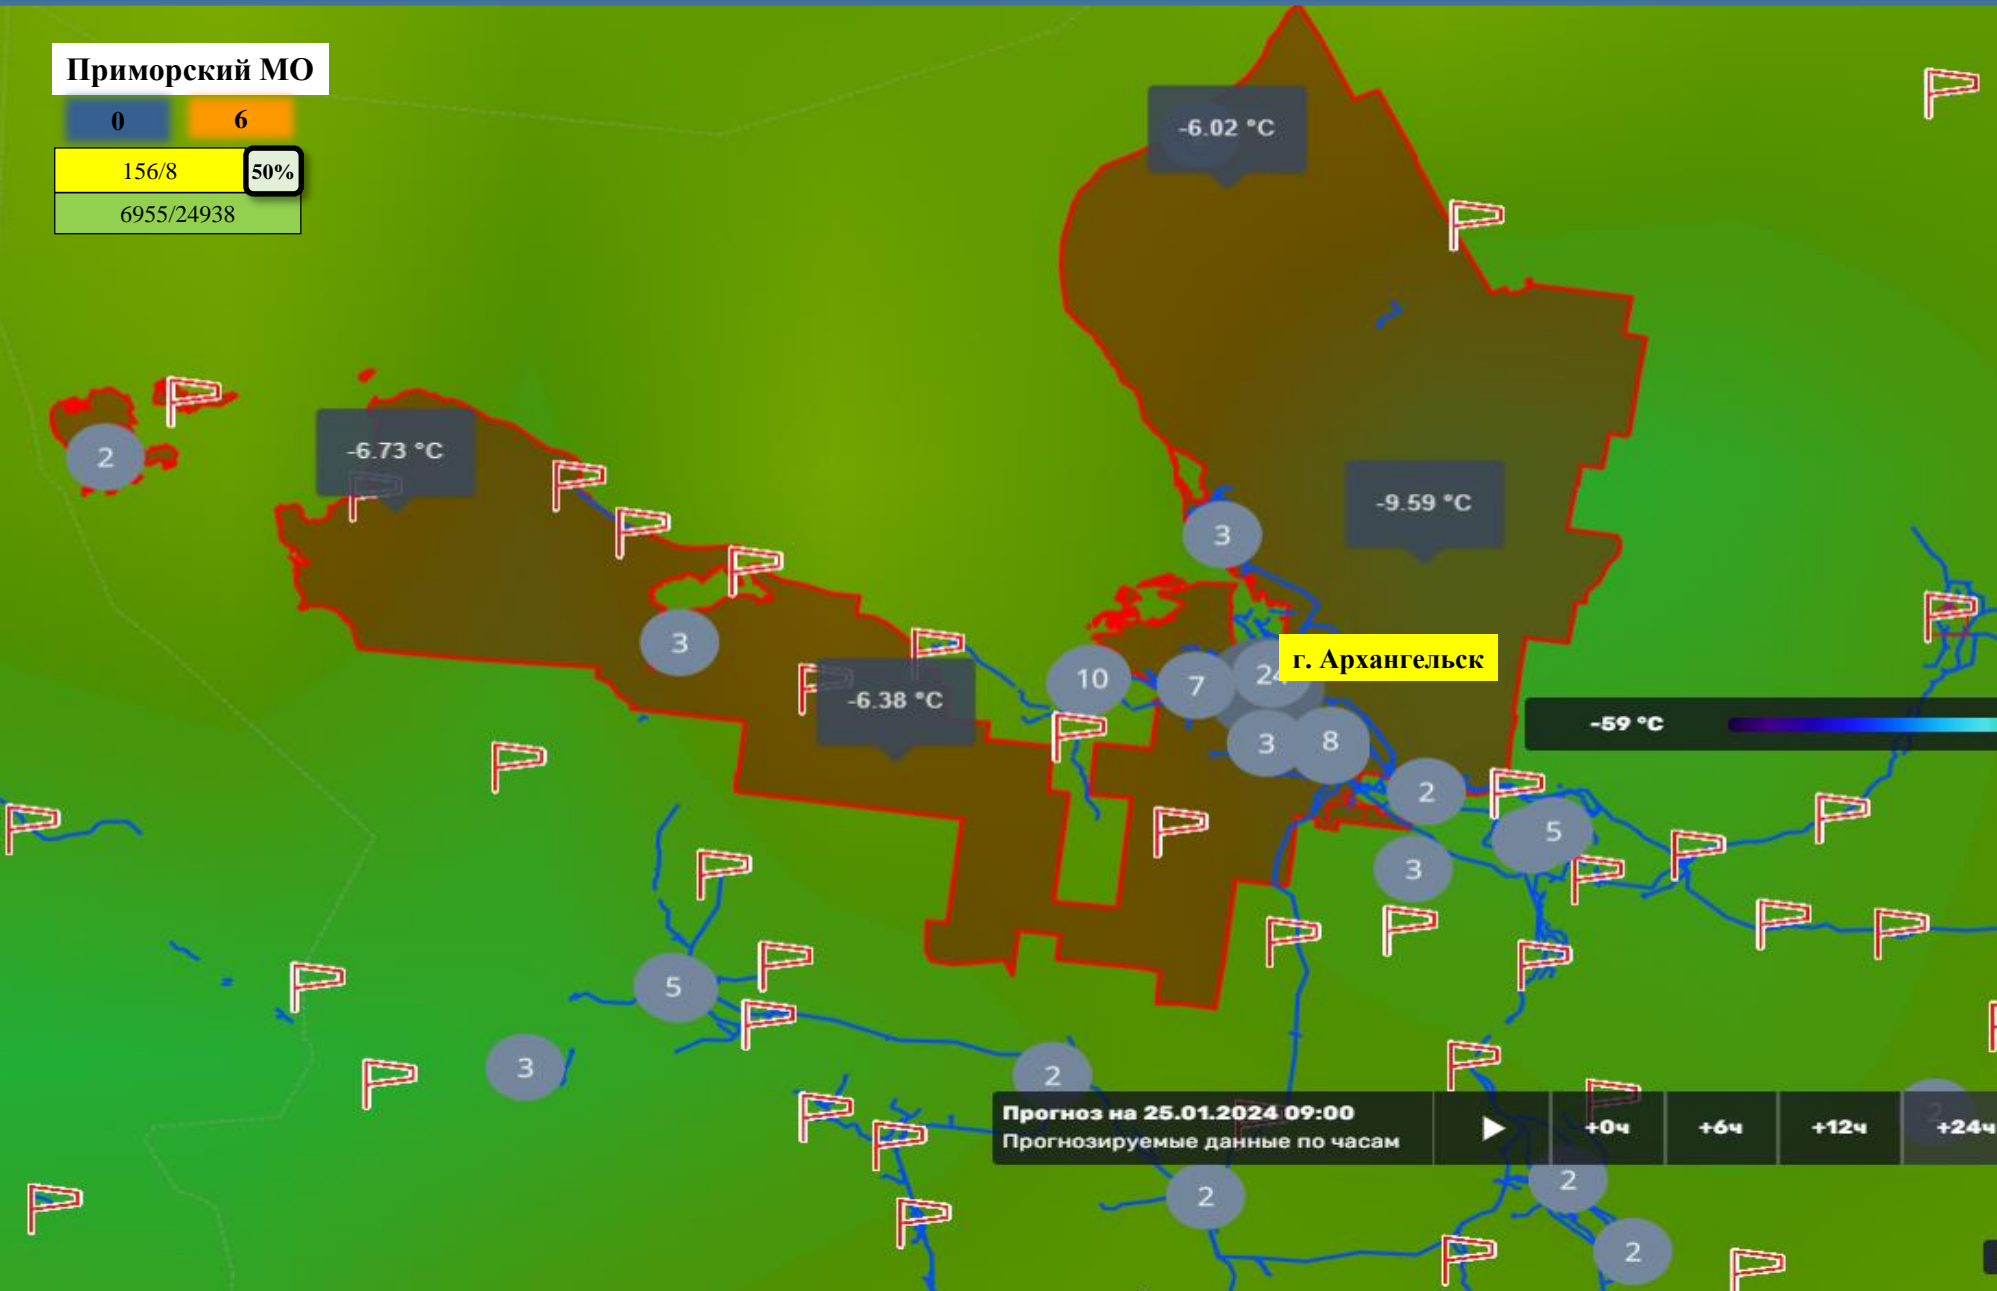 Приморский МО
0
6
156/8
50%
6955/24938
-6.02 °C
-6.73 °C
2
-9.59 °C
3
3
г. Архангельск
10
7
24
-6.38 °C
-59 °C
3
8
2
5
3
5
3
2
Прогноз на 25.01.2024 09:00
Прогнозируемые данные по часам
+0ч
+6ч
+12ч
+24ч
2
2
2
2